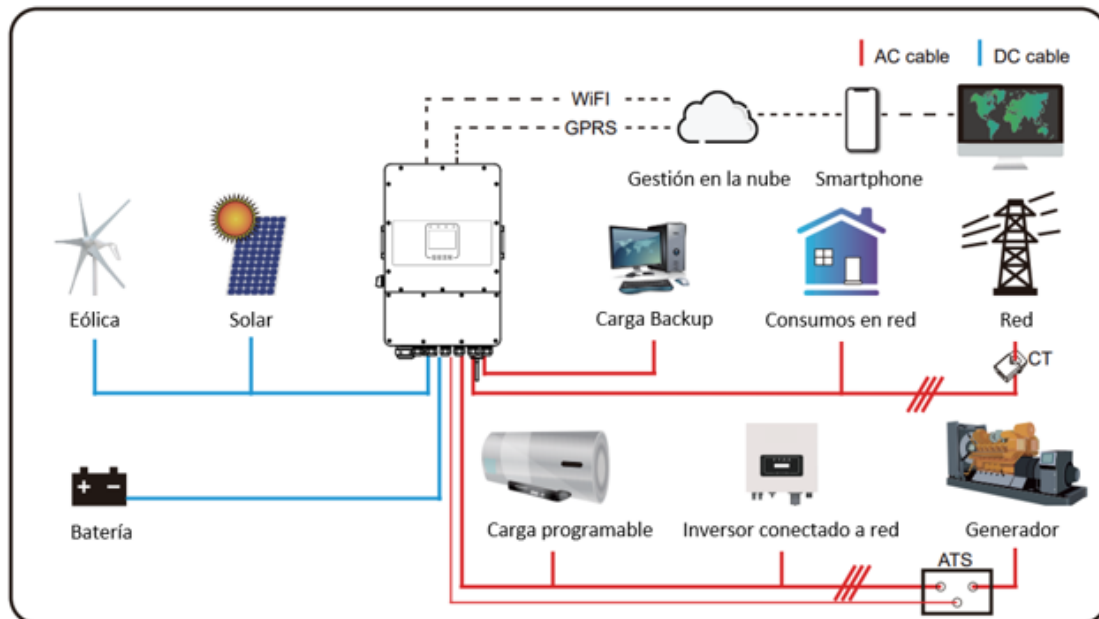 AC cable
DC cable
WiFI
GPRS
Gestión en la nube
Smartphone
Eólica
Solar
Carga Backup
Consumos en red
Red
CT
Batería
Carga programable
Inversor conectado a red
Generador
ATS